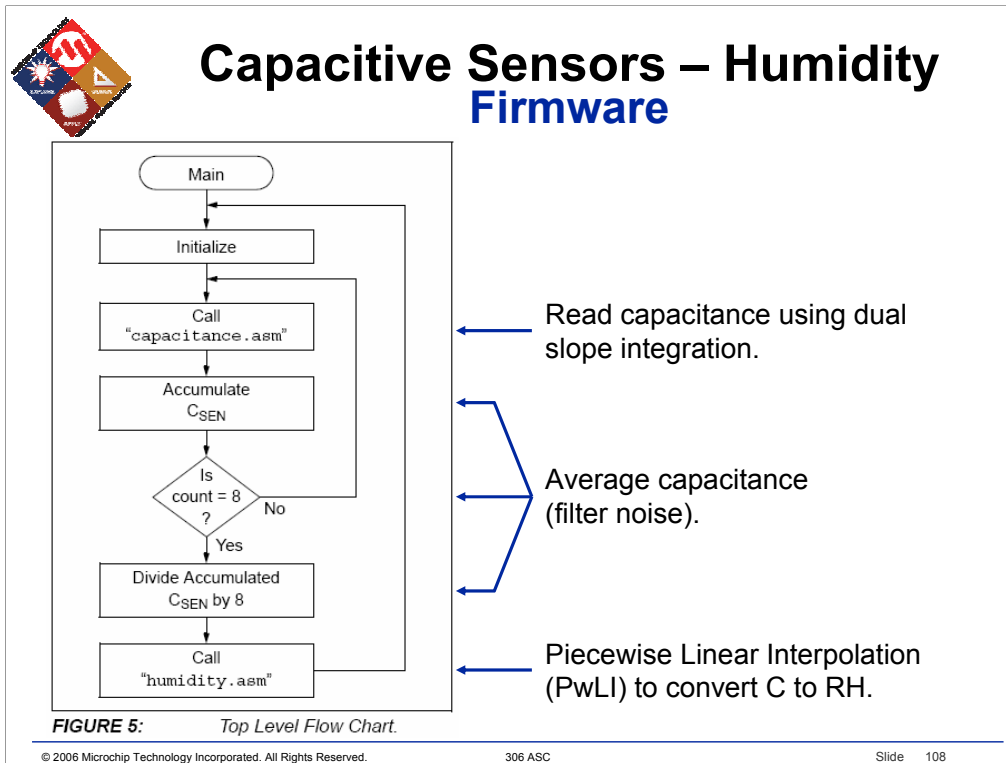 Capacitive Sensors – Humidity
Firmware
Main
Initialize
Call
"capacitance.asm"
Accumulate
CSEN
Is
count = 8
?
No
Yes
Divide Accumulated
CSEN by 8
Call
"humidity.asm"
Read capacitance using dual
slope integration.
Average capacitance
(filter noise).
Piecewise Linear Interpolation
(PwLI) to convert C to RH.
FIGURE 5: Top Level Flow Chart.
© 2006 Microchip Technology Incorporated. All Rights Reserved. 306 ASC Slide 108